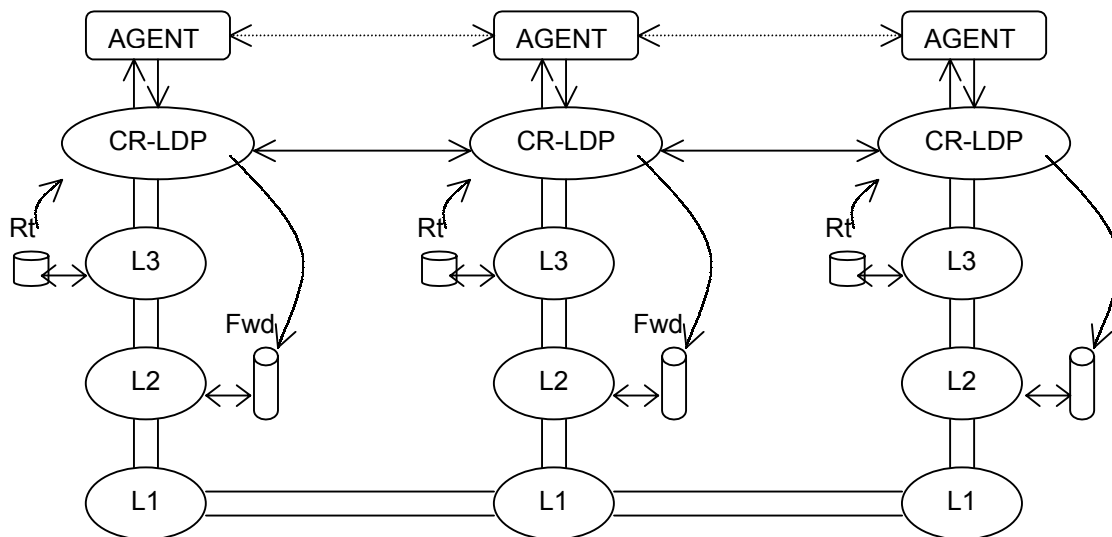 AGENT AGENT AGENT
CR-LDP CR-LDP CR-LDP
Rt Rt Rt
L3 L3 L3
Fwd Fwd
L2 L2 L2
L1 L1 L1